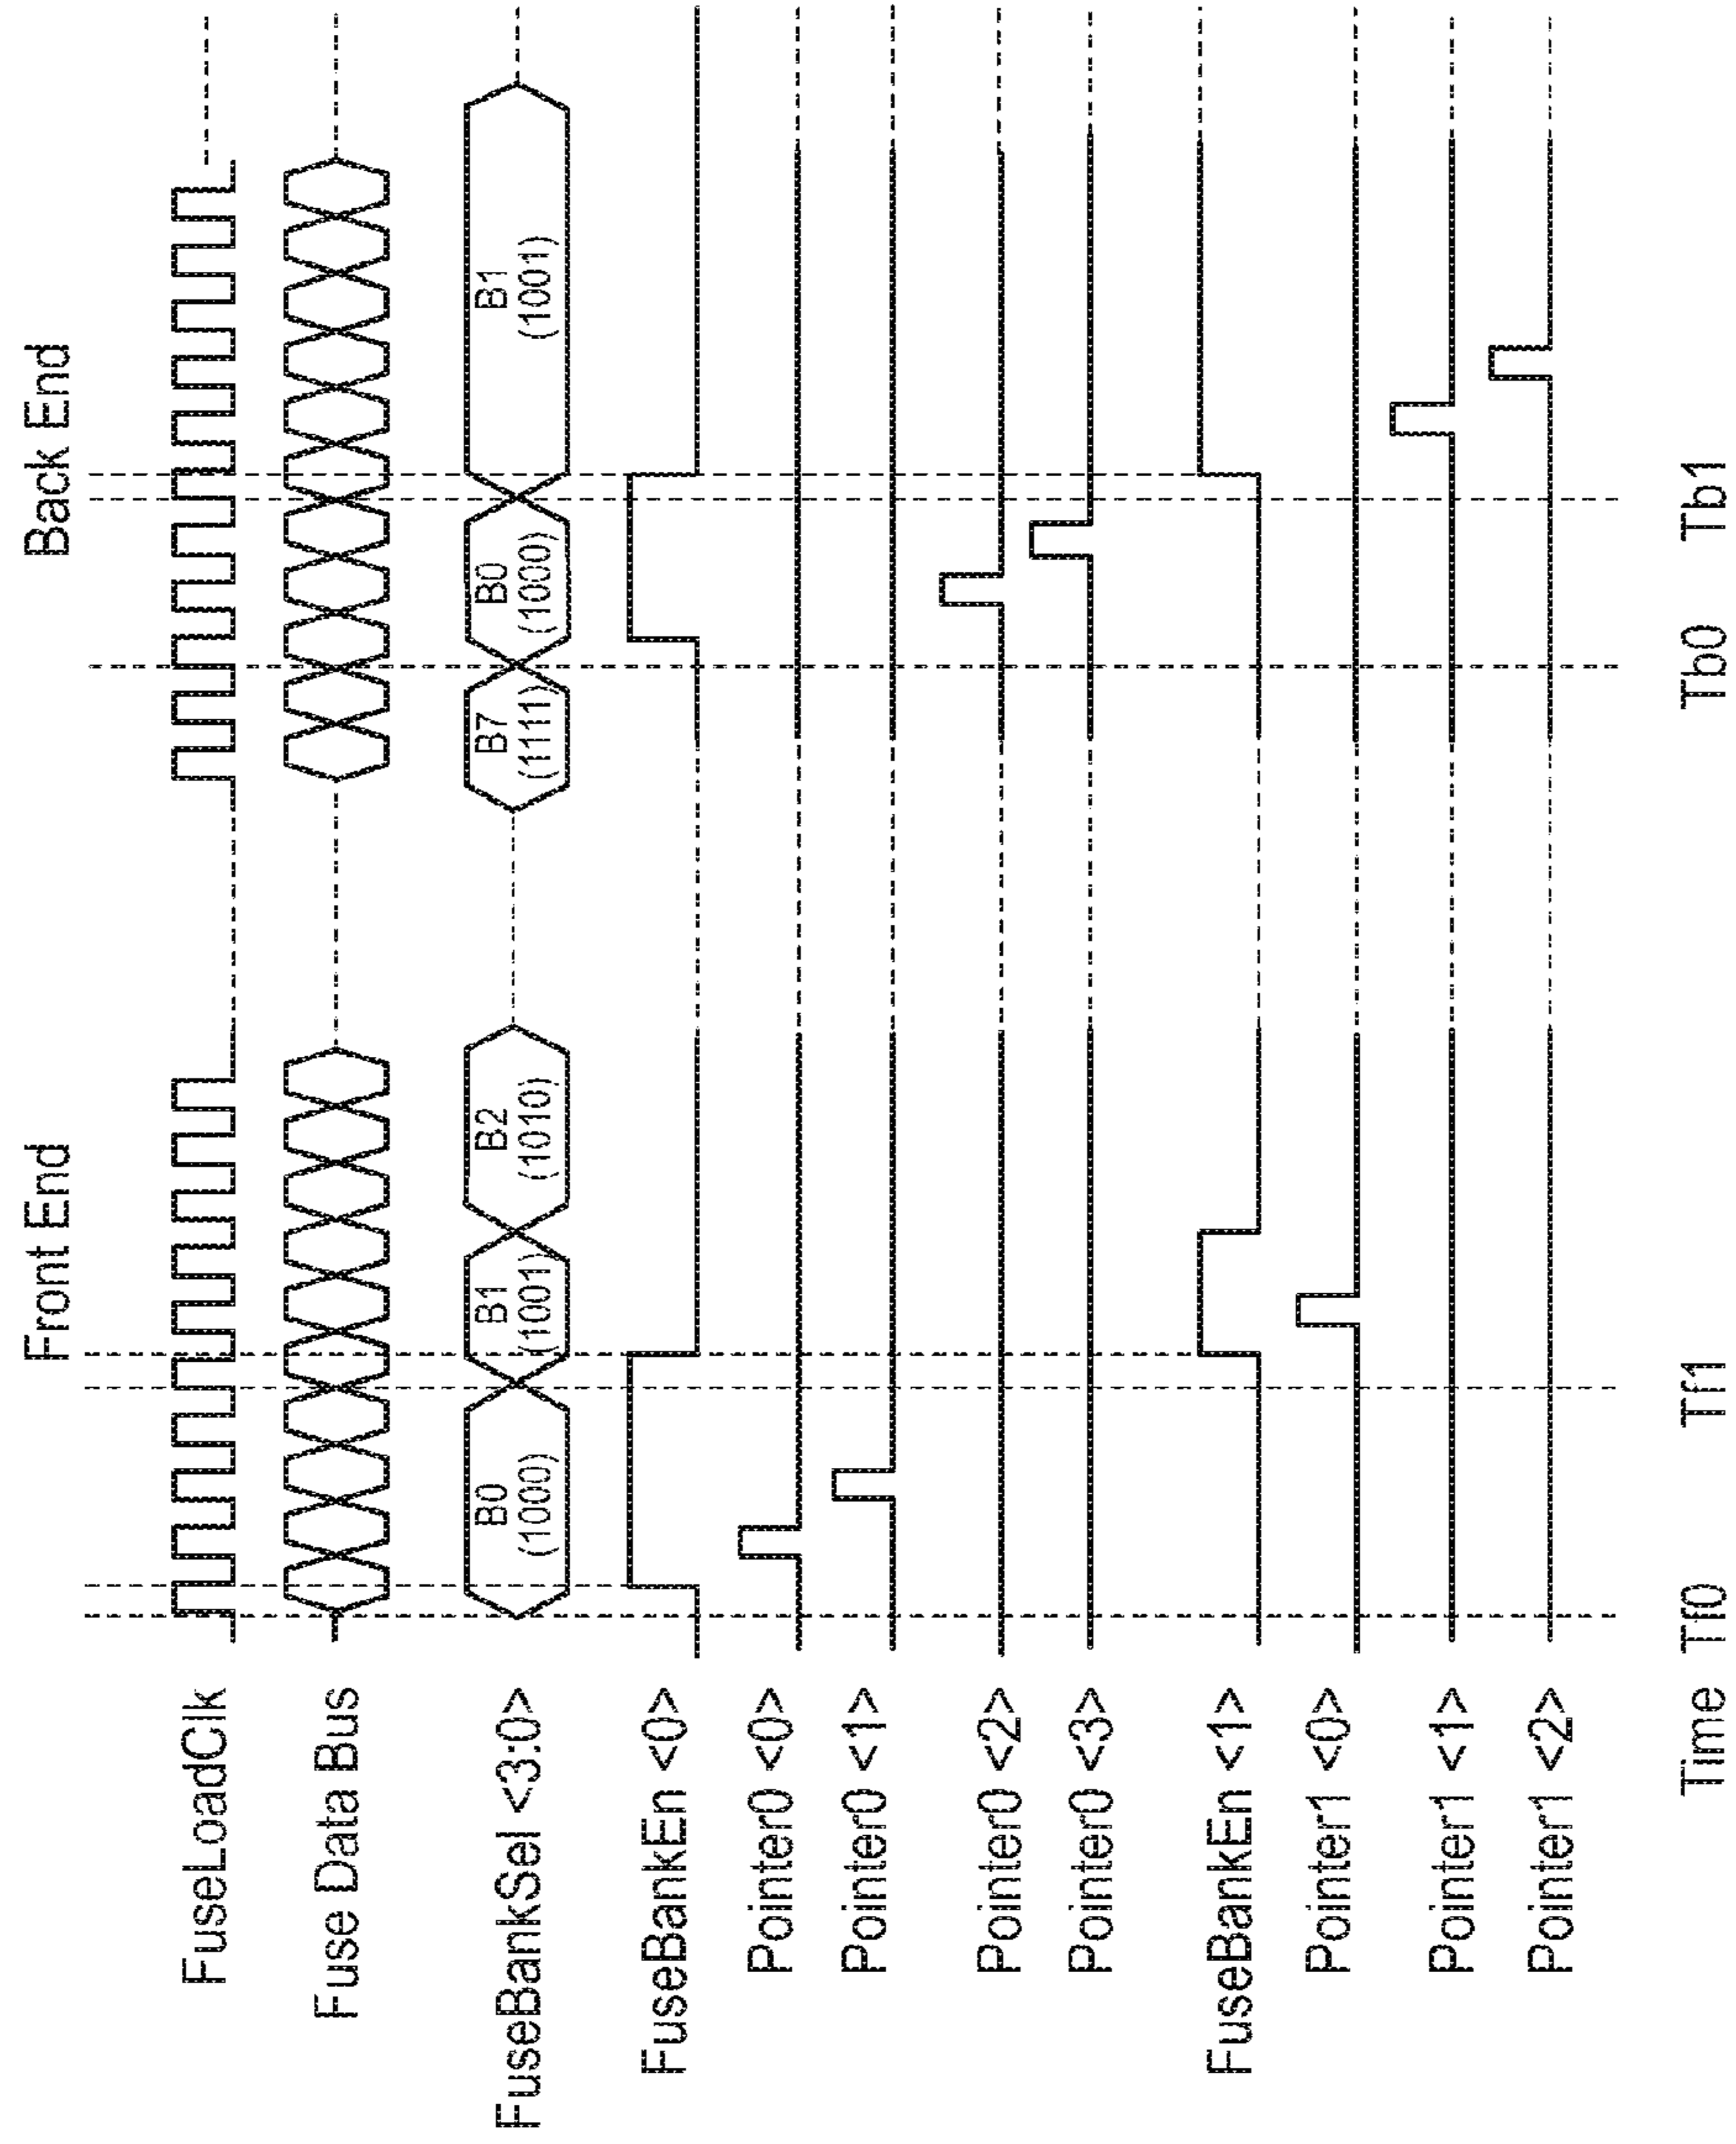 Front End
Back End
FuseLoadClk
Fuse Data Bus
FuseBankSel <3:0>
B0
(1000)
B1
(1001)
B2
(1010)
B7
(1111)
B0
(1000)
B1
(1001)
FuseBankEn <0>
Pointer0 <0>
Pointer0 <1>
Pointer0 <2>
Pointer0 <3>
FuseBankEn <1>
Pointer1 <0>
Pointer1 <1>
Pointer1 <2>
Time Tf0 Tf1 Tb0 Tb1